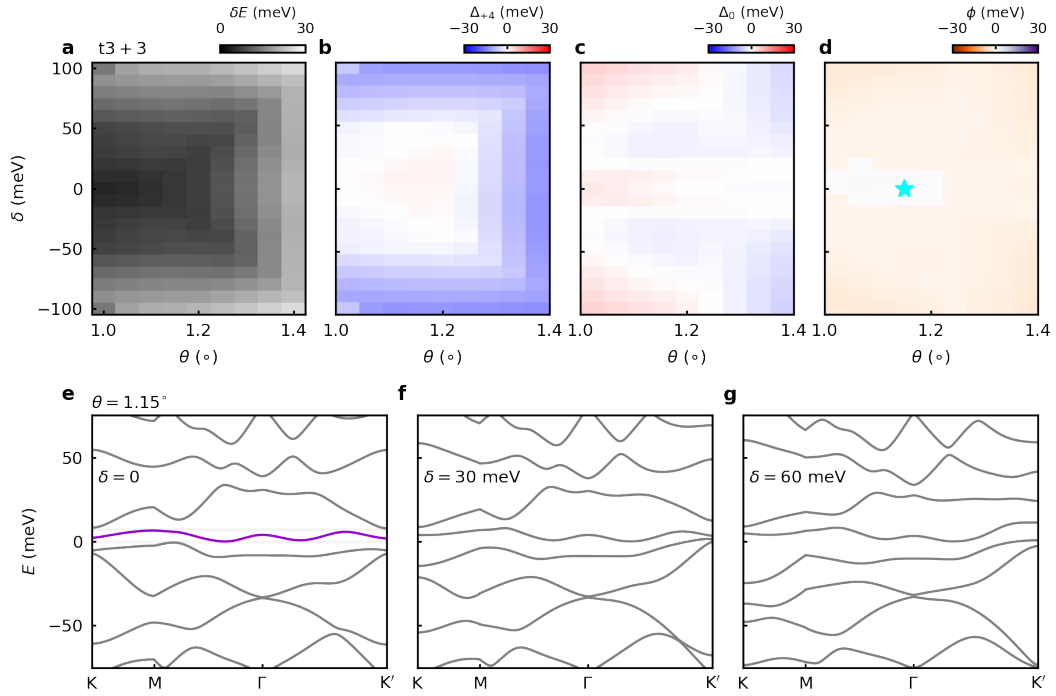 δE (meV)
0 30
a t3 + 3
Δ+4 (meV)
−30 0 30
b
Δ0 (meV)
−30 0 30
c
ϕ (meV)
−30 0 30
d
δ (meV)
100
50
0
−50
−100
1.0 1.2 1.4
θ (∘)
1.0 1.2 1.4
θ (∘)
1.0 1.2 1.4
θ (∘)
1.0 1.2 1.4
θ (∘)
e
θ = 1.15∘
δ = 0
E (meV)
50
0
−50
K M Γ K′
f
δ = 30 meV
K M Γ K′
g
δ = 60 meV
K M Γ K′